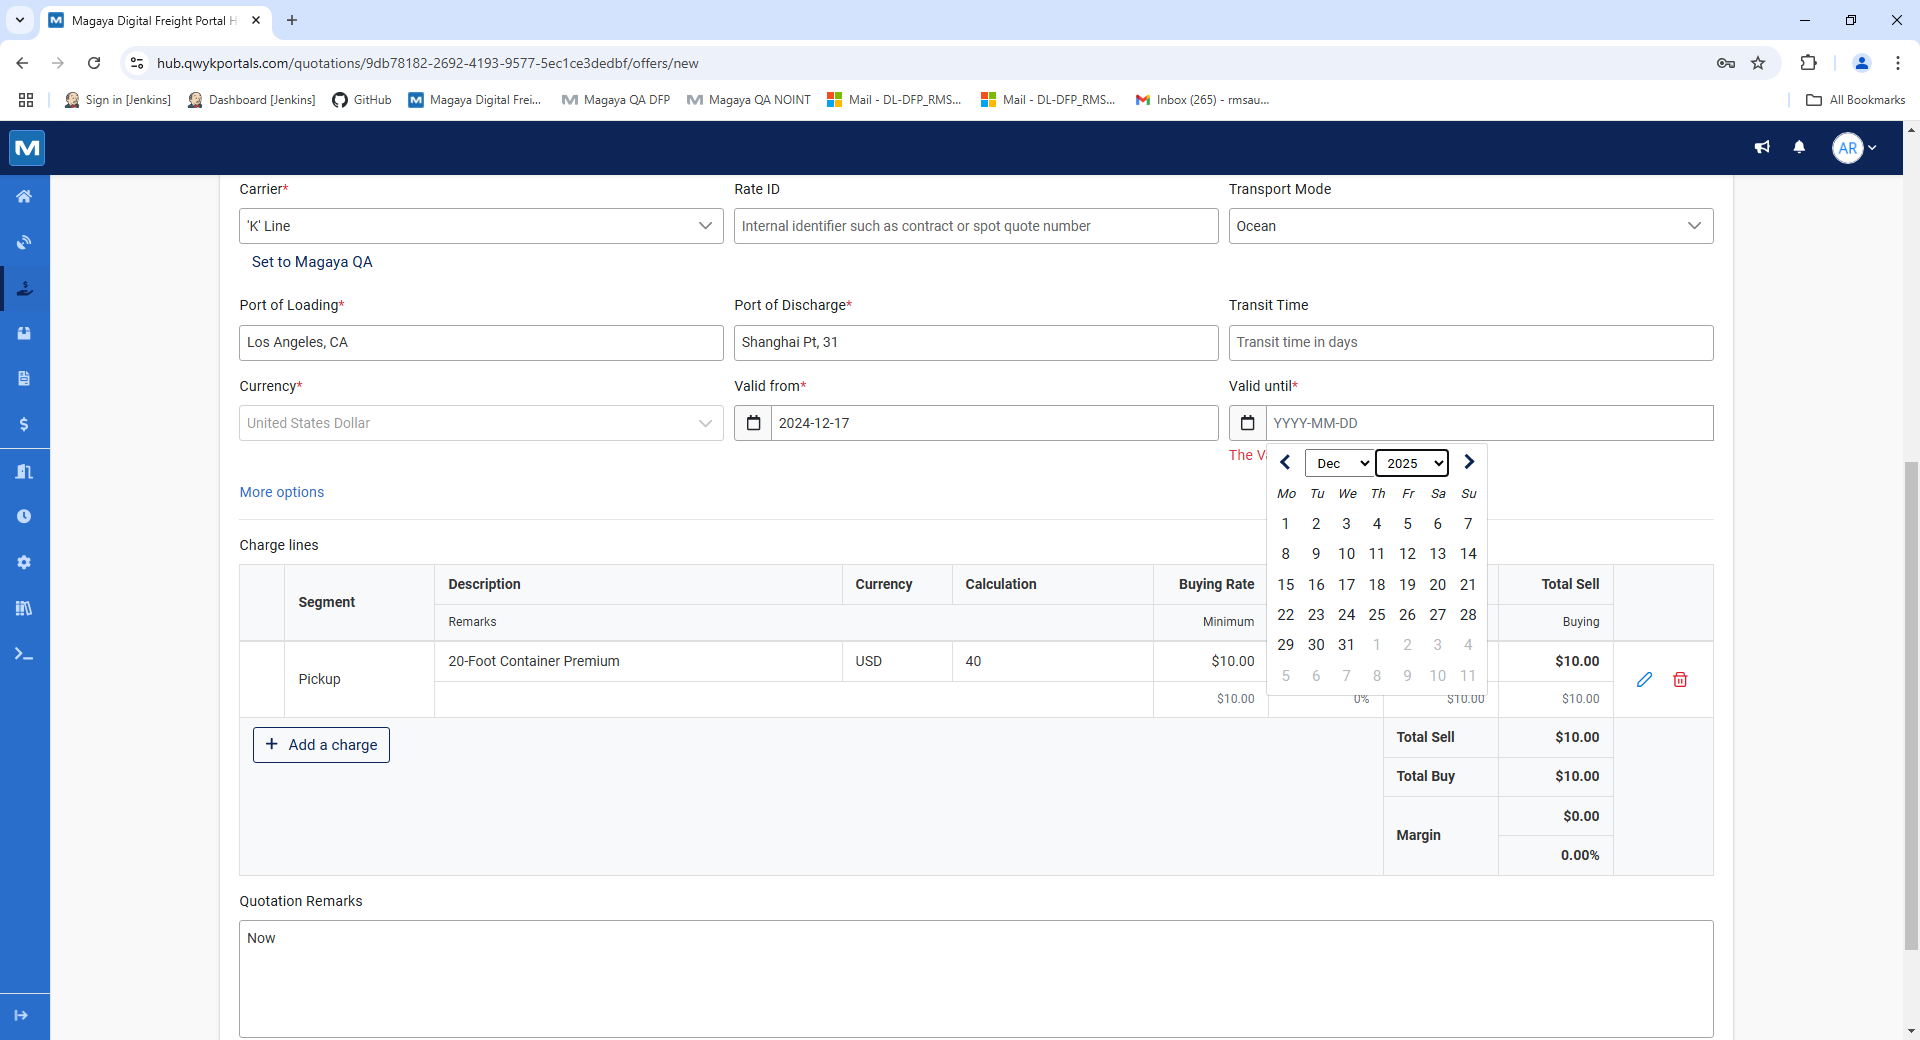 Magaya Digital Freight Portal H
hub.qwykportals.com/quotations/9db78182-2692-4193-9577-5ec1ce3dedbf/offers/new
Sign in [Jenkins]
Dashboard [Jenkins]
GitHub
Magaya Digital Frei...
Magaya QA DFP
Magaya QA NOINT
Mail - DL-DFP_RMS...
Mail - DL-DFP_RMS...
Inbox (265) - rmsau...
All Bookmarks
AR
Carrier*
Rate ID
Transport Mode
'K' Line
Internal identifier such as contract or spot quote number
Ocean
Set to Magaya QA
Port of Loading*
Port of Discharge*
Transit Time
Los Angeles, CA
Shanghai Pt, 31
Transit time in days
Currency*
Valid from*
Valid until*
United States Dollar
2024-12-17
YYYY-MM-DD
The Va
Dec
2025
More options
Mo Tu We Th Fr Sa Su
1 2 3 4 5 6 7
8 9 10 11 12 13 14
15 16 17 18 19 20 21
22 23 24 25 26 27 28
29 30 31 1 2 3 4
5 6 7 8 9 10 11
Charge lines
Segment
Description
Currency
Calculation
Buying Rate
Total Sell
Remarks
Minimum
Buying
Pickup
20-Foot Container Premium
USD
40
$10.00
$10.00
$10.00
0%
$10.00
$10.00
Add a charge
Total Sell
$10.00
Total Buy
$10.00
Margin
$0.00
0.00%
Quotation Remarks
Now